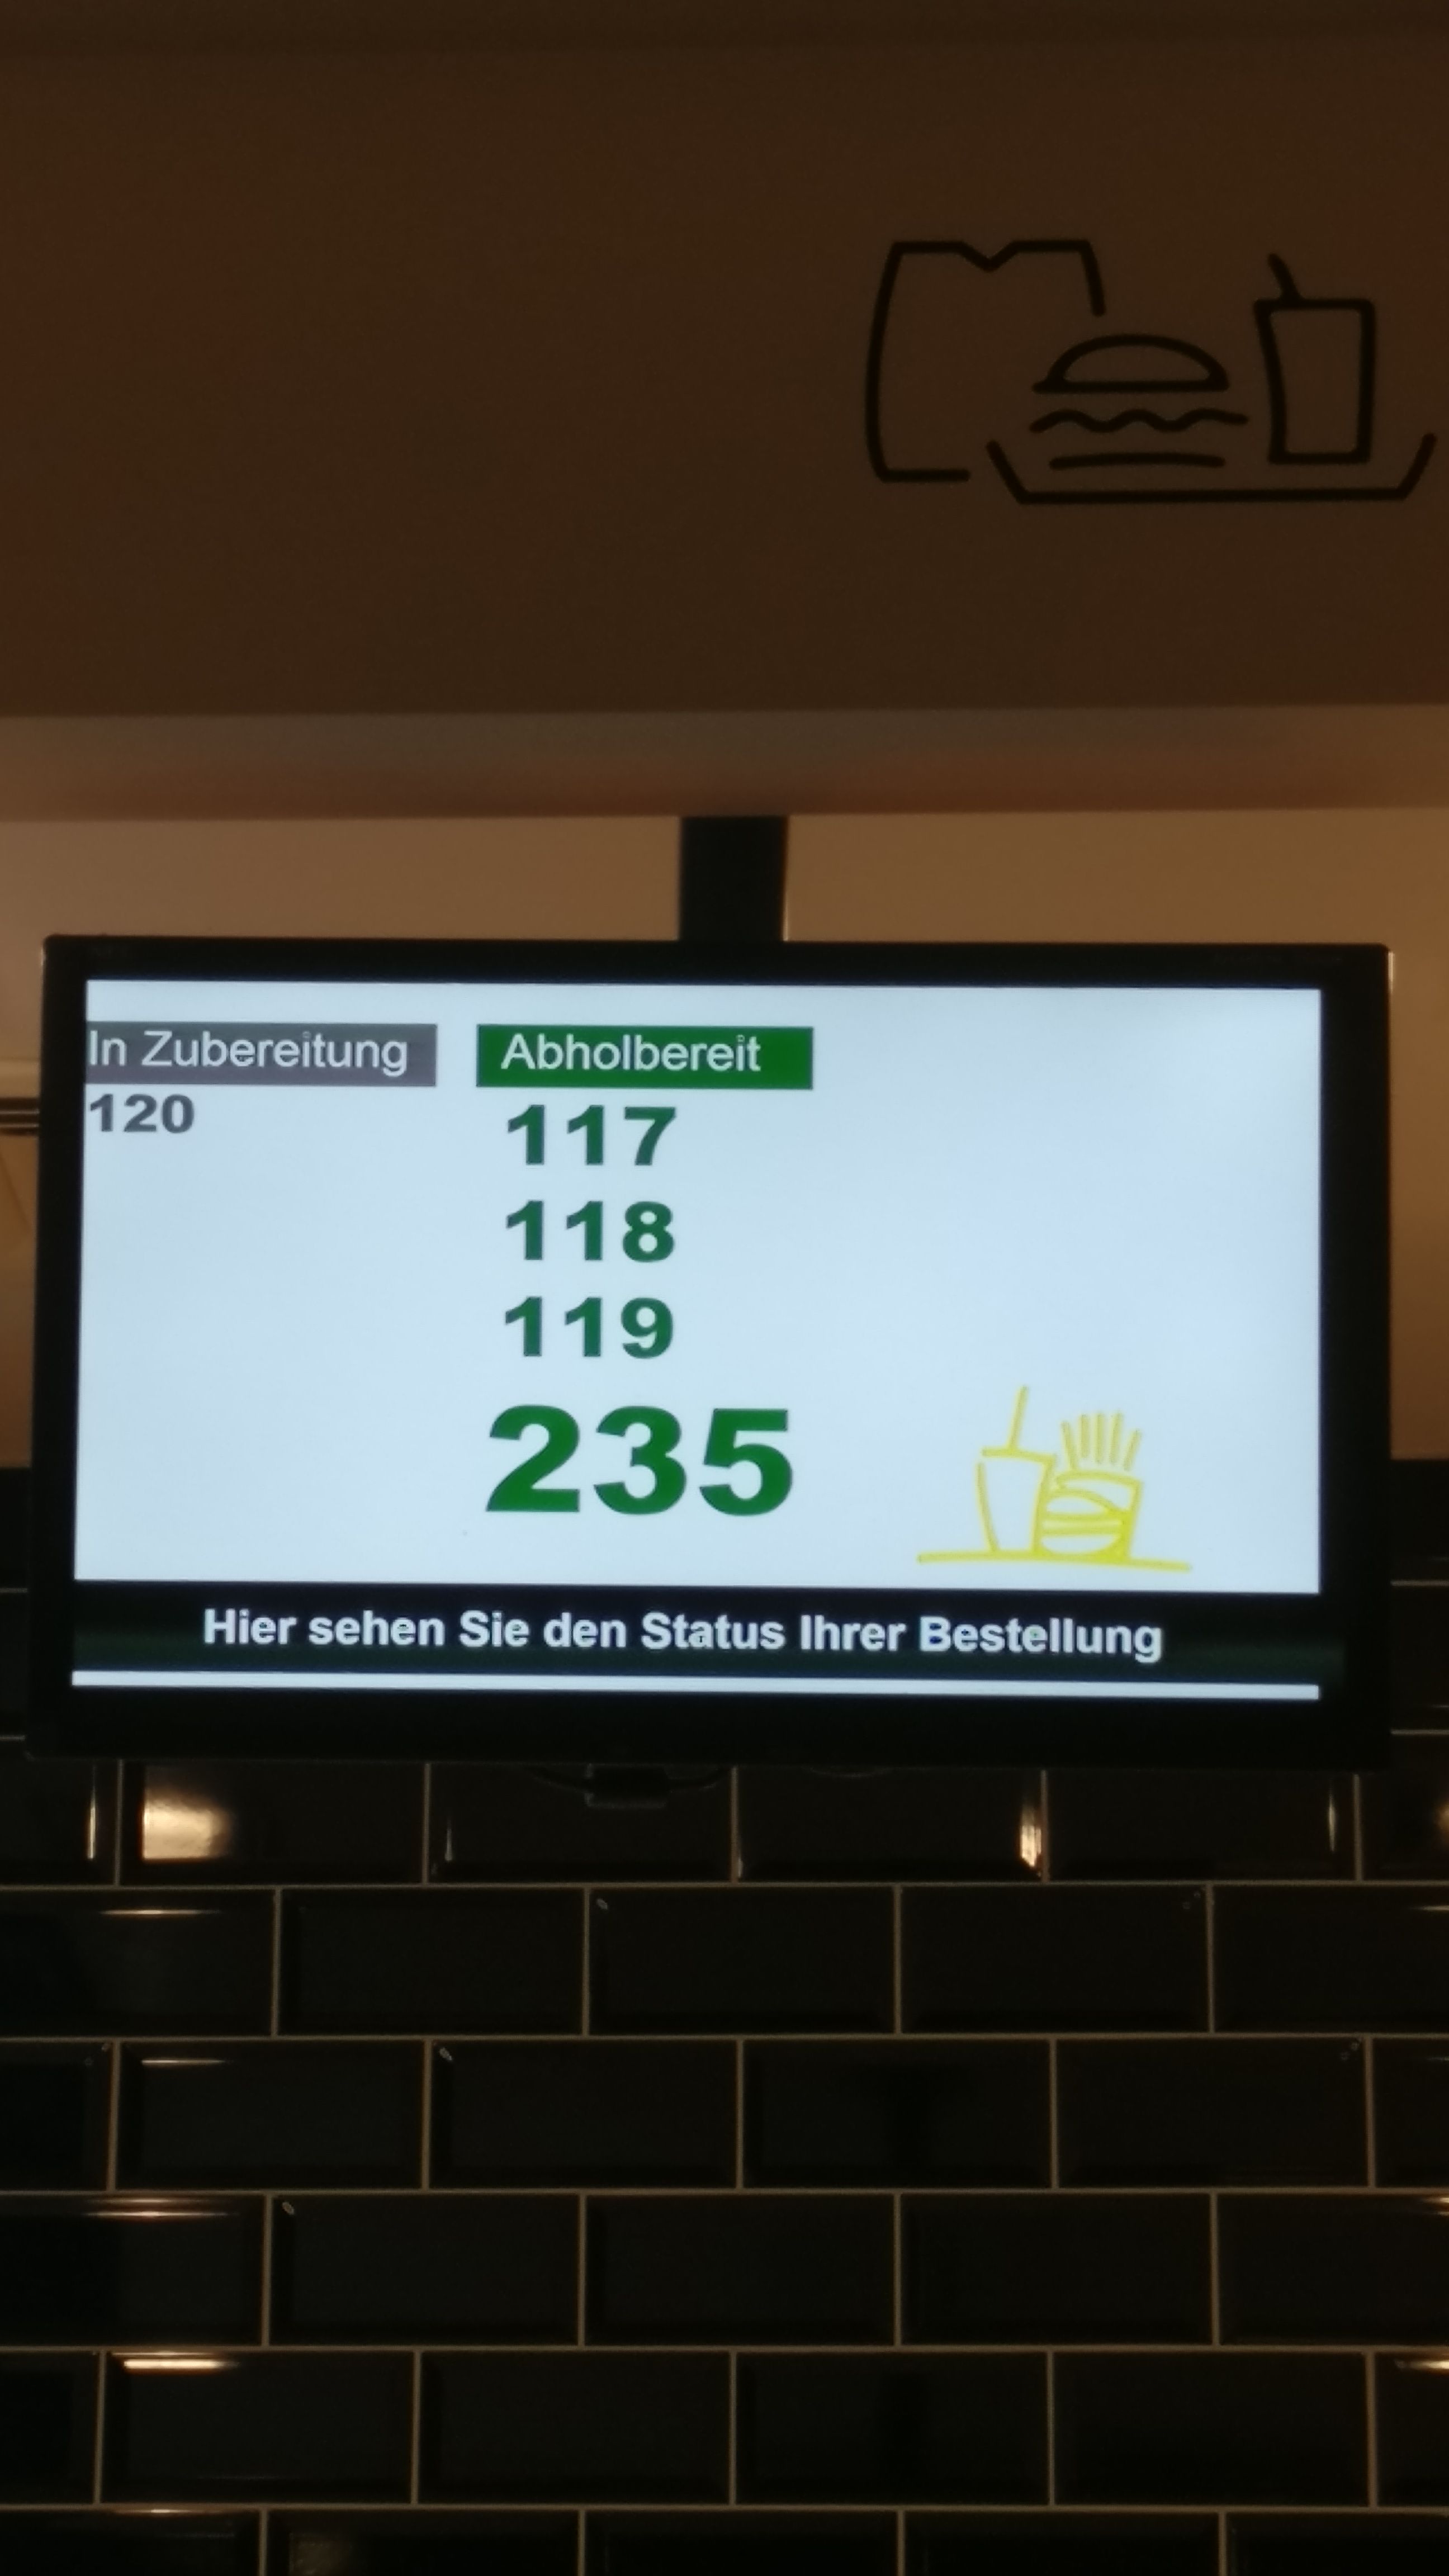 In Zubereitung
120
Abholbereit
117
118
119
235
Hier sehen Sie den Status Ihrer Bestellung